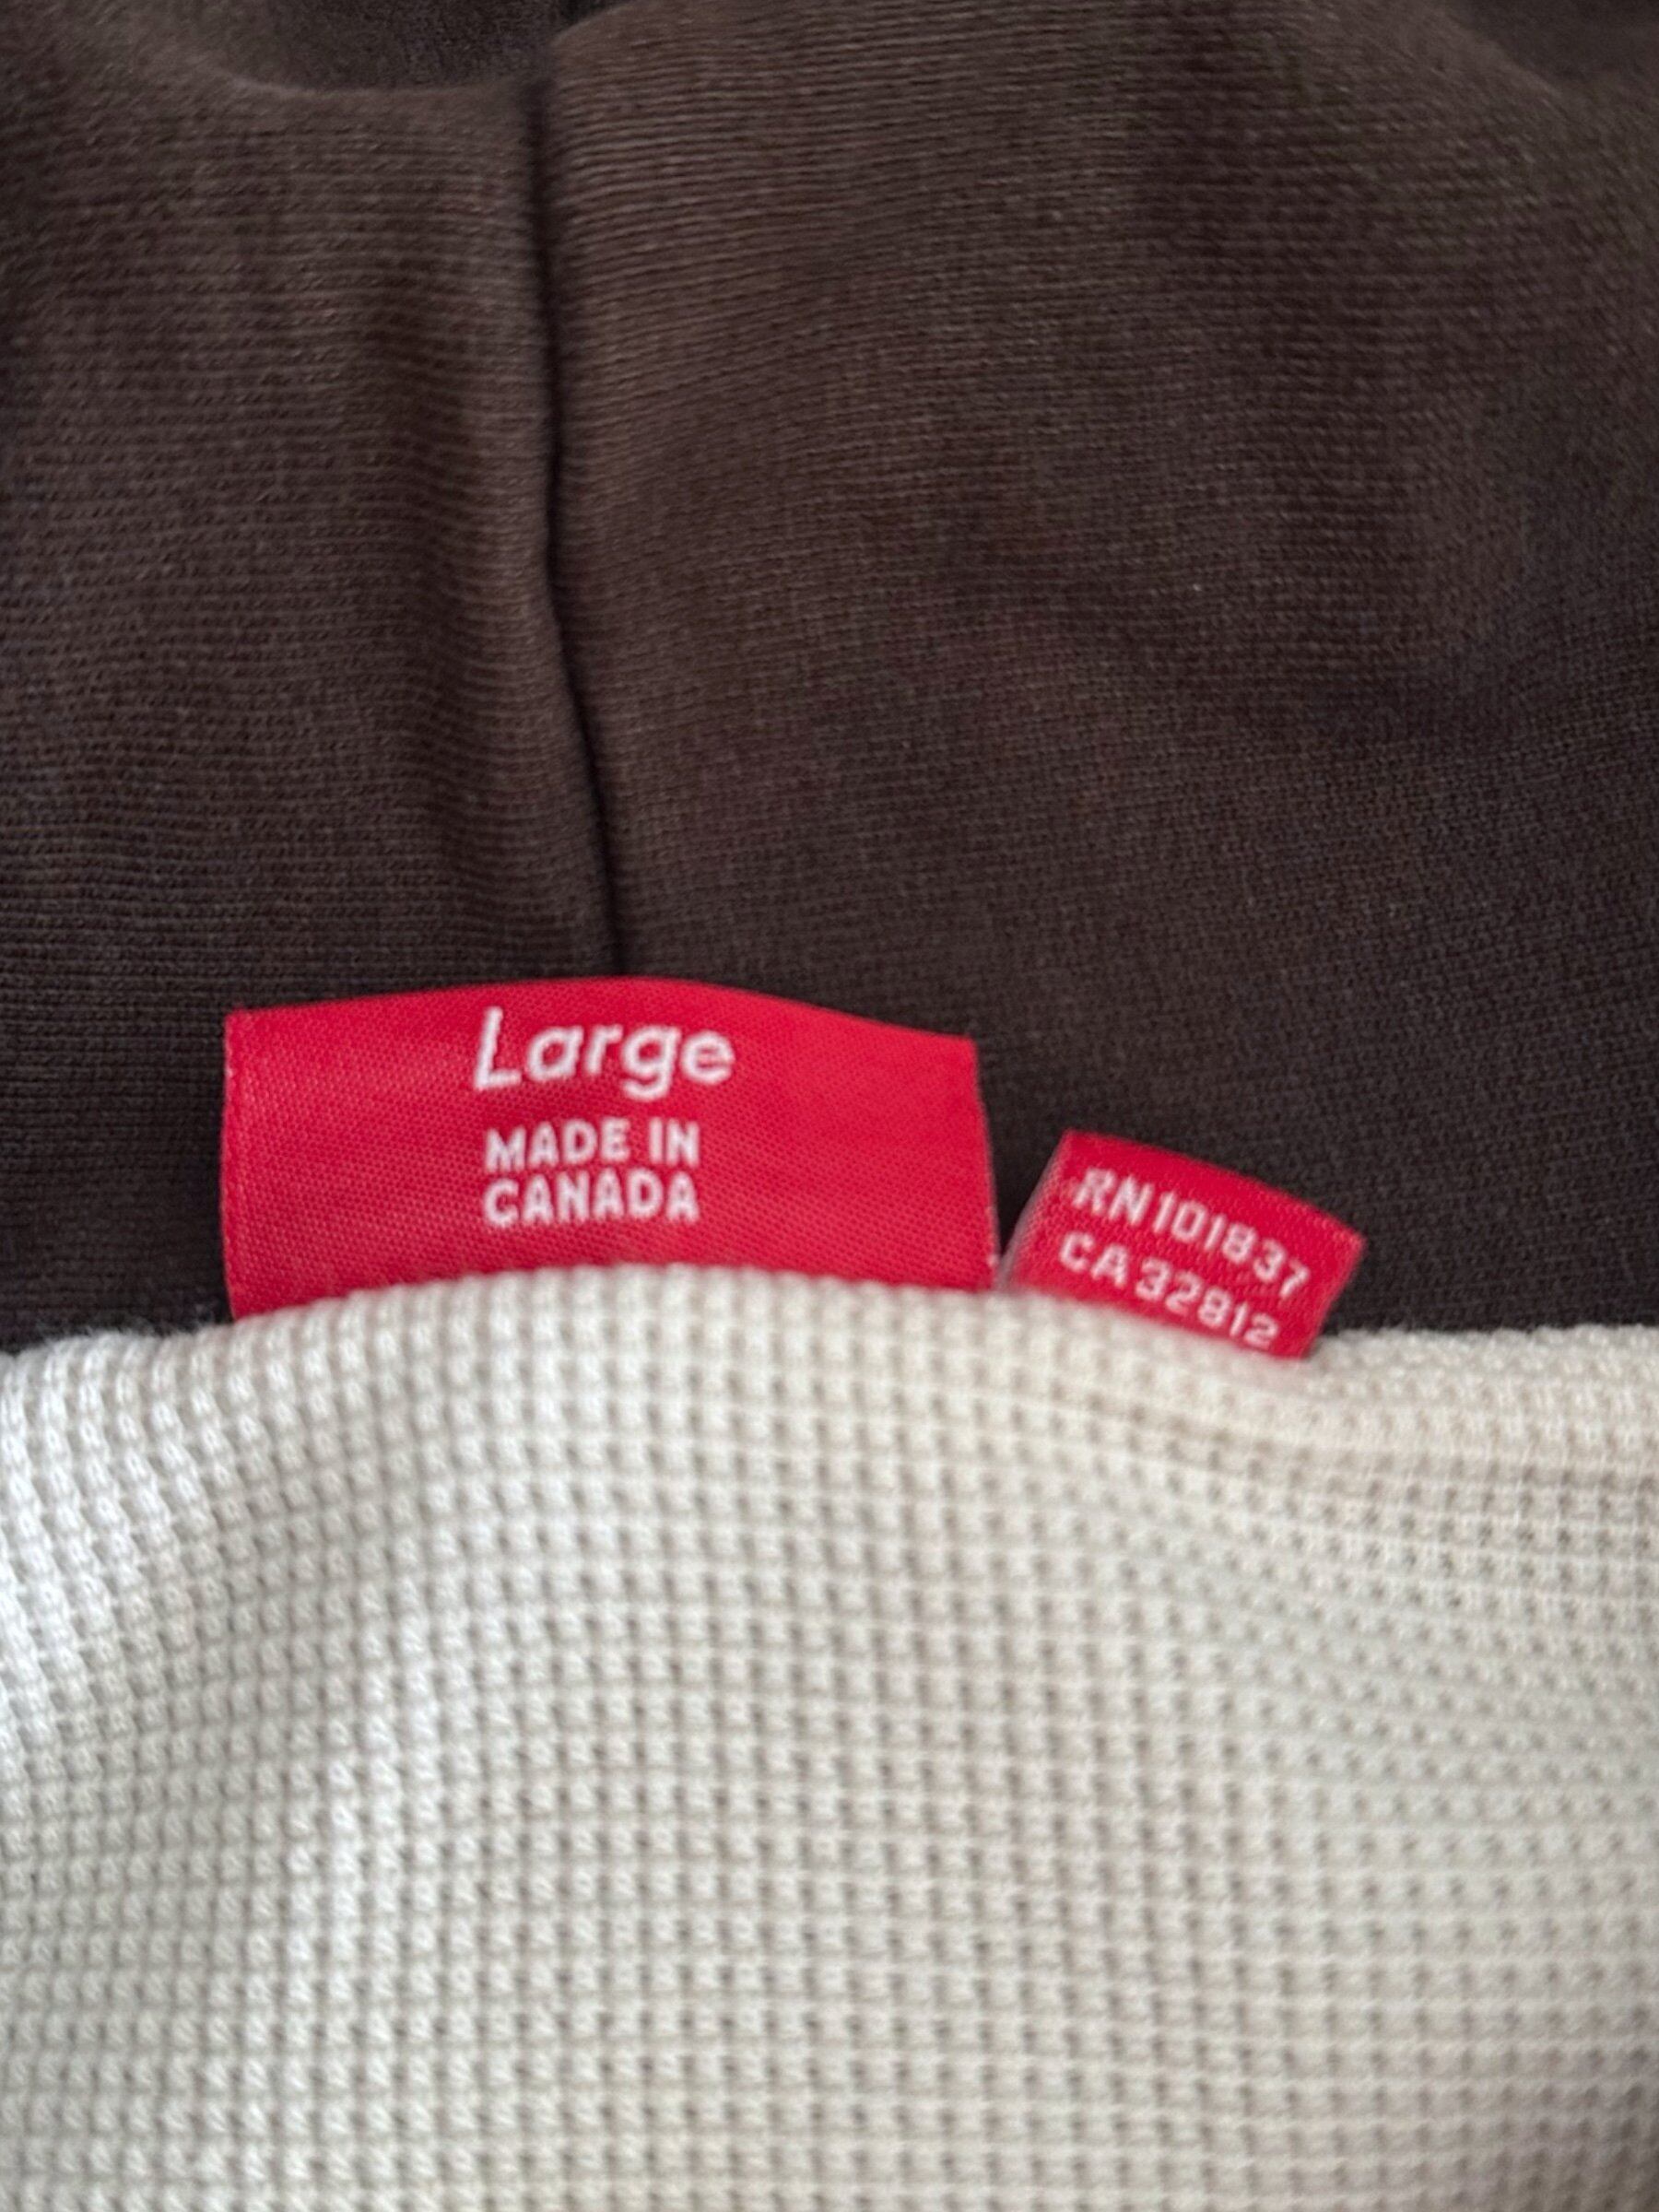 Large
MADE IN
CANADA
RN101837
CA32812